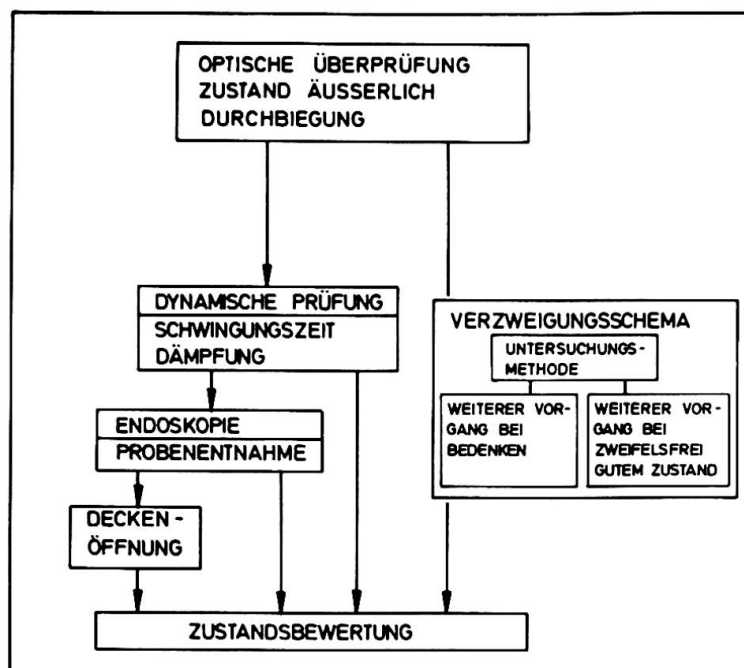 OPTISCHE ÜBERPRÜFUNG
ZUSTAND ÄUSSERLICH
DURCHBIEGUNG
DYNAMISCHE PRÜFUNG
SCHWINGUNGSZEIT
DÄMPFUNG
ENDOSKOPIE
PROBENENTNAHME
DECKEN-
ÖFFNUNG
ZUSTANDSBEWERTUNG
VERZWEIGUNGSSCHEMA
UNTERSUCHUNGS-
METHODE
WEITERER VOR-
GANG BEI
BEDENKEN
WEITERER VOR-
GANG BEI
ZWEIFELSFREI
GUTEM ZUSTAND